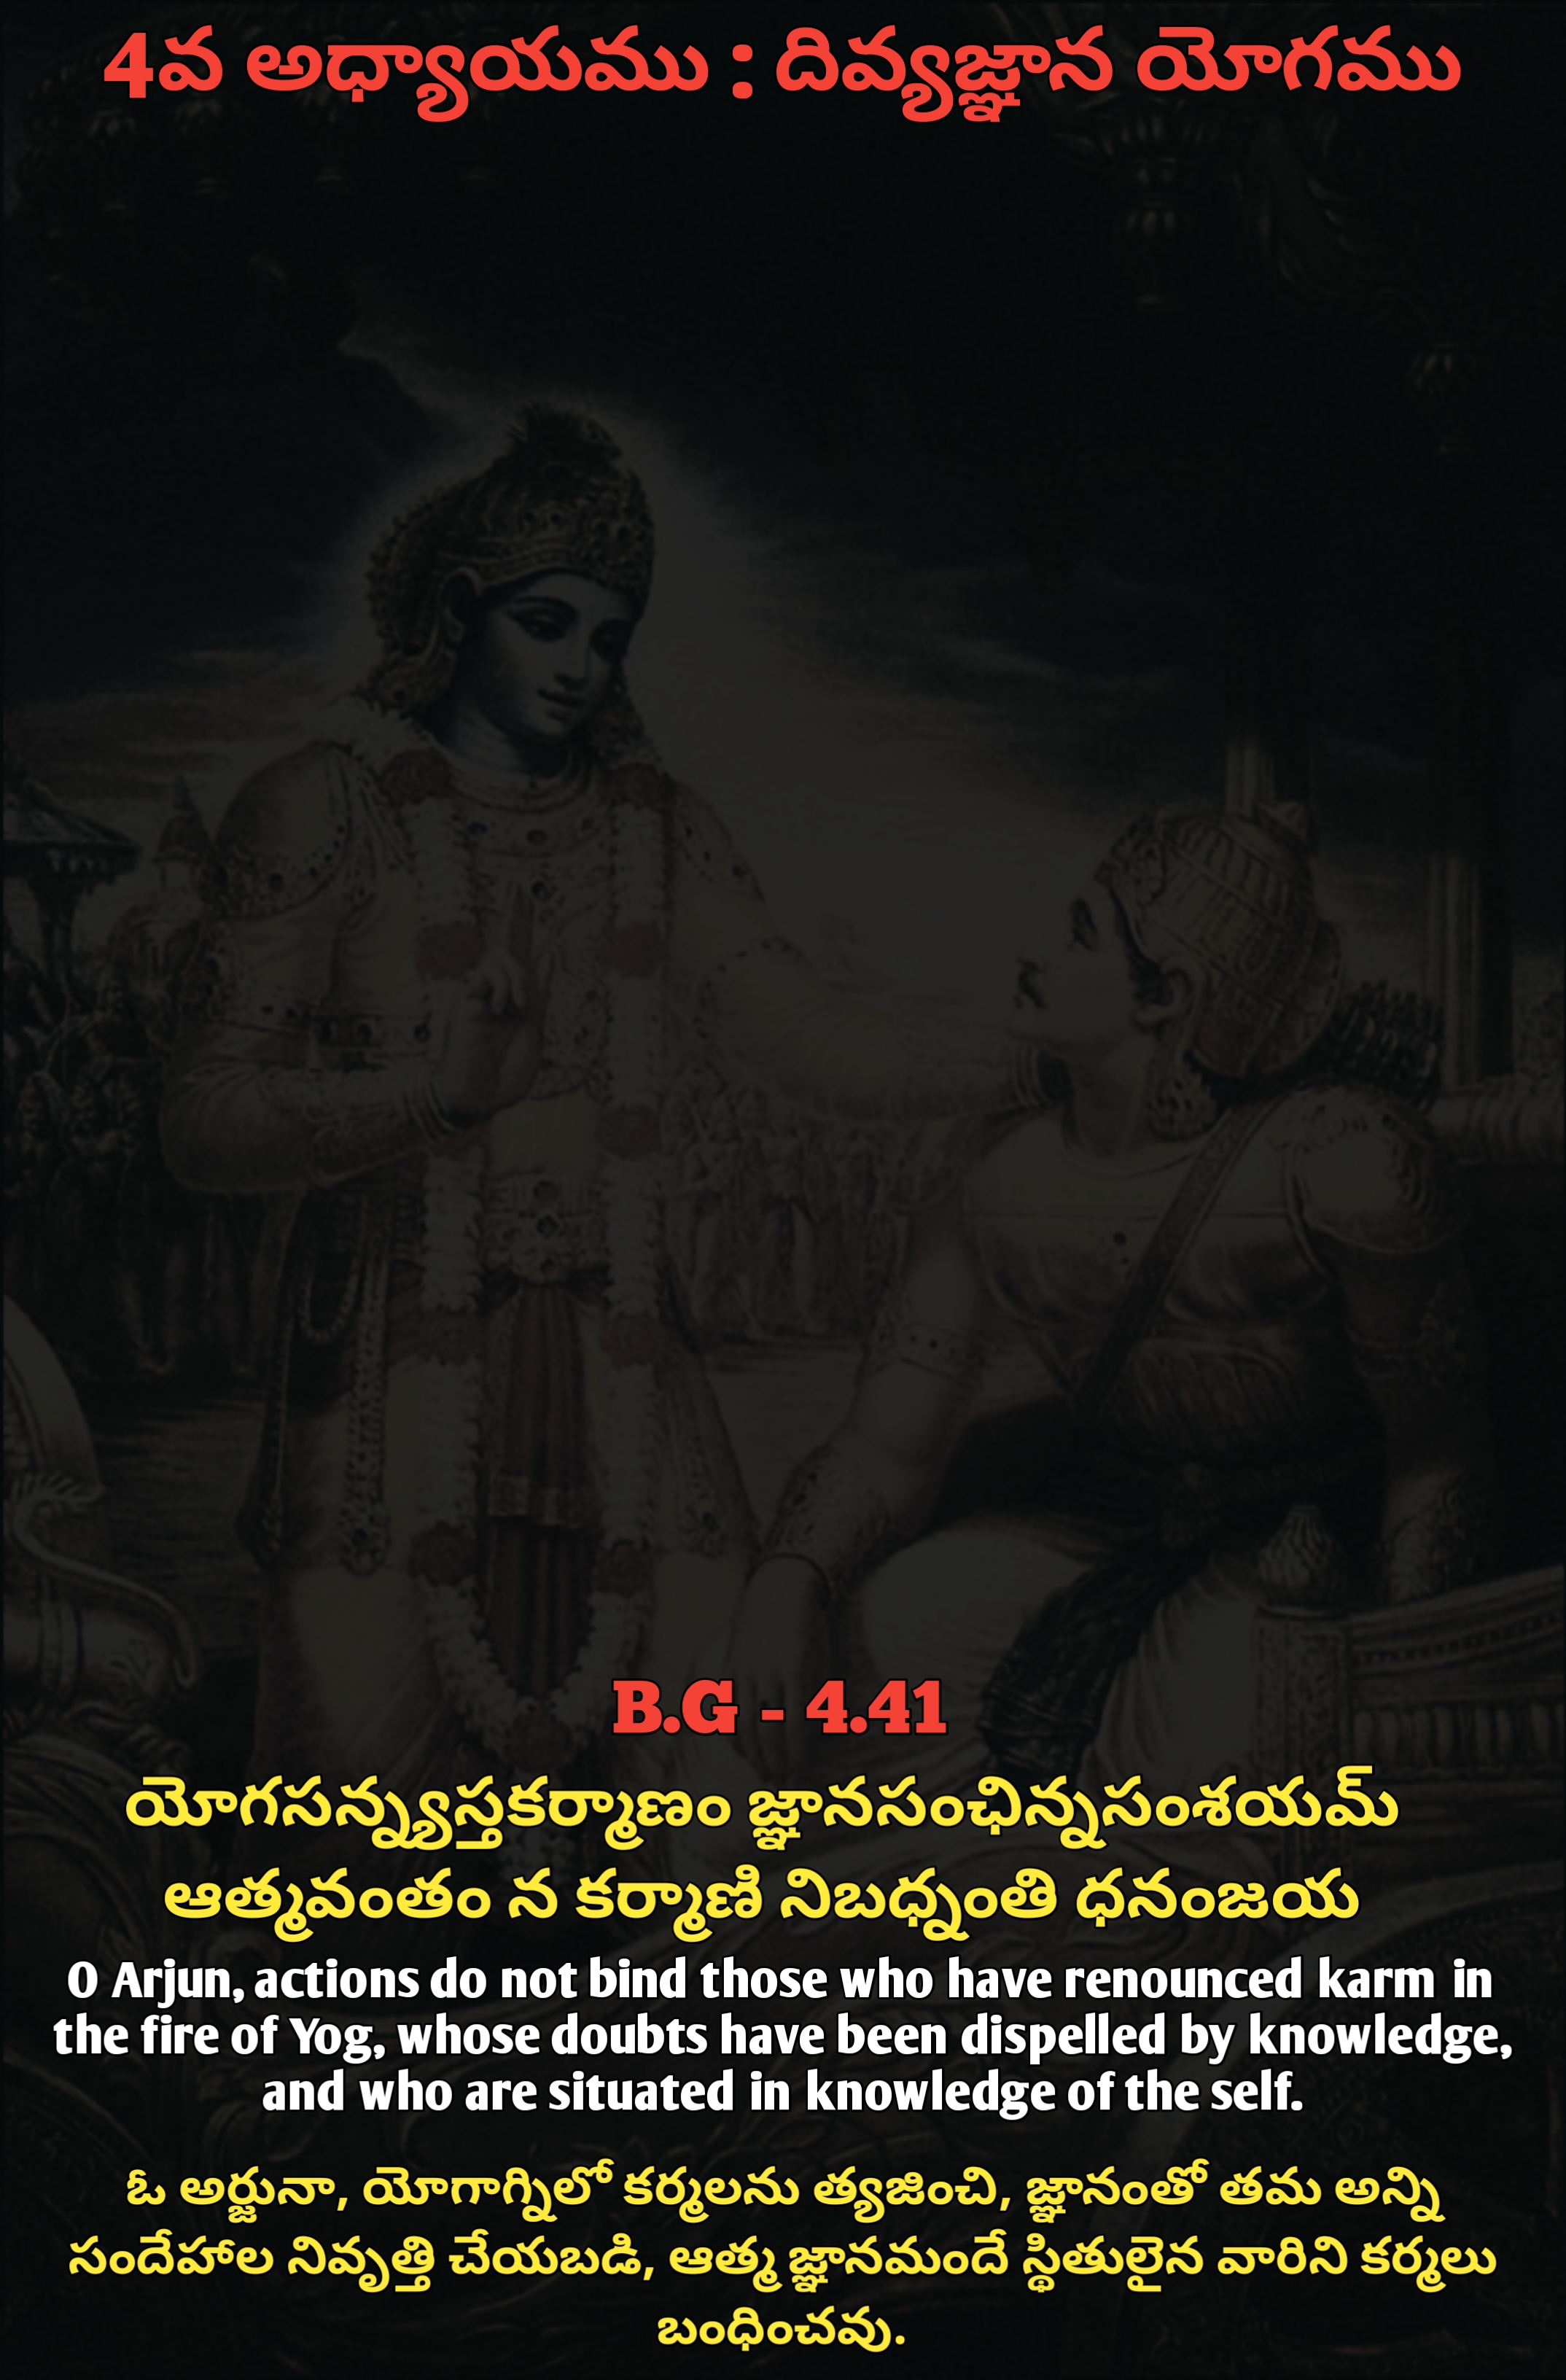 4వ అధ్యాయము : దివ్యజ్ఞాన యోగము
B.G - 4.41
యోగసన్న్యస్తకర్మాణం జ్ఞానసంఛిన్నసంశయమ్
ఆత్మవంతం న కర్మాణి నిబధ్నంతి ధనంజయ
O Arjun, actions do not bind those who have renounced karm in
the fire of Yog, whose doubts have been dispelled by knowledge,
and who are situated in knowledge of the self.
ఓ అర్జునా, యోగాగ్నిలో కర్మలను త్యజించి, జ్ఞానంతో తమ అన్ని
సందేహాల నివృత్తి చేయబడి, ఆత్మ జ్ఞానమందే స్థితులైన వారిని కర్మలు
బంధించవు.